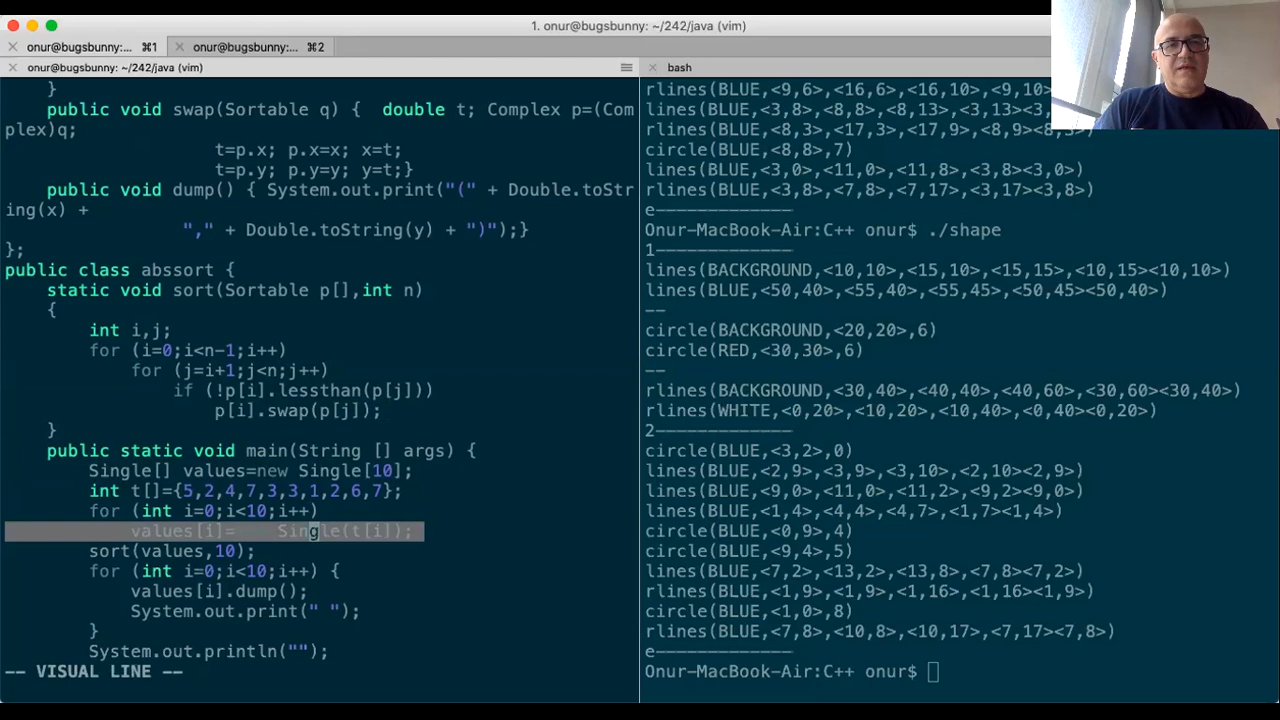 1. onur@bugsbunny: ~/242/java (vim)
onur@bugsbunny:... ⌘1
onur@bugsbunny:... ⌘2
onur@bugsbunny: ~/242/java (vim)
    }
    public void swap(Sortable q) {  double t; Complex p=(Com
plex)q;
                    t=p.x; p.x=x; x=t;
                    t=p.y; p.y=y; y=t;}
    public void dump() { System.out.print("(" + Double.toStr
ing(x) +
                 "," + Double.toString(y) + ")");}
};
public class abssort {
    static void sort(Sortable p[],int n)
    {
        int i,j;
        for (i=0;i<n-1;i++)
            for (j=i+1;j<n;j++)
                if (!p[i].lessthan(p[j]))
                    p[i].swap(p[j]);
    }
    public static void main(String [] args) {
        Single[] values=new Single[10];
        int t[]={5,2,4,7,3,3,1,2,6,7};
        for (int i=0;i<10;i++)
            values[i]=    Single(t[i]);
        sort(values,10);
        for (int i=0;i<10;i++) {
            values[i].dump();
            System.out.print(" ");
        }
        System.out.println("");
-- VISUAL LINE --
bash
rlines(BLUE,<9,6>,<16,6>,<16,10>,<9,10>
lines(BLUE,<3,8>,<8,8>,<8,13>,<3,13><3
rlines(BLUE,<8,3>,<17,3>,<17,9>,<8,9><8,3>)
circle(BLUE,<8,8>,7)
lines(BLUE,<3,0>,<11,0>,<11,8>,<3,8><3,0>)
rlines(BLUE,<3,8>,<7,8>,<7,17>,<3,17><3,8>)
e-------------
Onur-MacBook-Air:C++ onur$ ./shape
1-------------
lines(BACKGROUND,<10,10>,<15,10>,<15,15>,<10,15><10,10>)
lines(BLUE,<50,40>,<55,40>,<55,45>,<50,45><50,40>)
--
circle(BACKGROUND,<20,20>,6)
circle(RED,<30,30>,6)
--
rlines(BACKGROUND,<30,40>,<40,40>,<40,60>,<30,60><30,40>)
rlines(WHITE,<0,20>,<10,20>,<10,40>,<0,40><0,20>)
2-------------
circle(BLUE,<3,2>,0)
lines(BLUE,<2,9>,<3,9>,<3,10>,<2,10><2,9>)
lines(BLUE,<9,0>,<11,0>,<11,2>,<9,2><9,0>)
lines(BLUE,<1,4>,<4,4>,<4,7>,<1,7><1,4>)
circle(BLUE,<0,9>,4)
circle(BLUE,<9,4>,5)
lines(BLUE,<7,2>,<13,2>,<13,8>,<7,8><7,2>)
rlines(BLUE,<1,9>,<1,9>,<1,16>,<1,16><1,9>)
circle(BLUE,<1,0>,8)
rlines(BLUE,<7,8>,<10,8>,<10,17>,<7,17><7,8>)
e-------------
Onur-MacBook-Air:C++ onur$